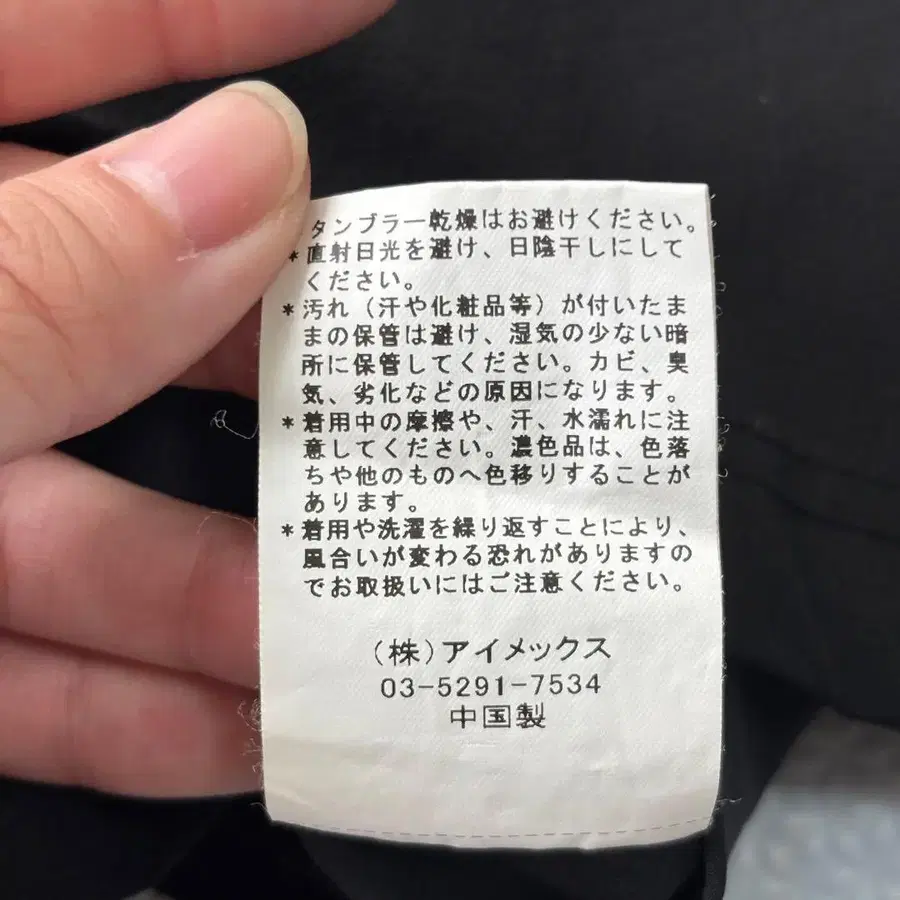 タンブラー乾燥はお避けください。
*直射日光を避け、日陰干しにして
ください。
*汚れ（汗や化粧品等）が付いたま
まの保管は避け、湿気の少ない暗
所に保管してください。カビ、臭
気、劣化などの原因になります。
*着用中の摩擦や、汗、水濡れに注
意してください。濃色品は、色落
ちや他のものへ色移りすることが
あります。
*着用や洗濯を繰り返すことにより、
風合いが変わる恐れがありますの
でお取扱いにはご注意ください。
（株）アイメックス
03-5291-7534
中国製